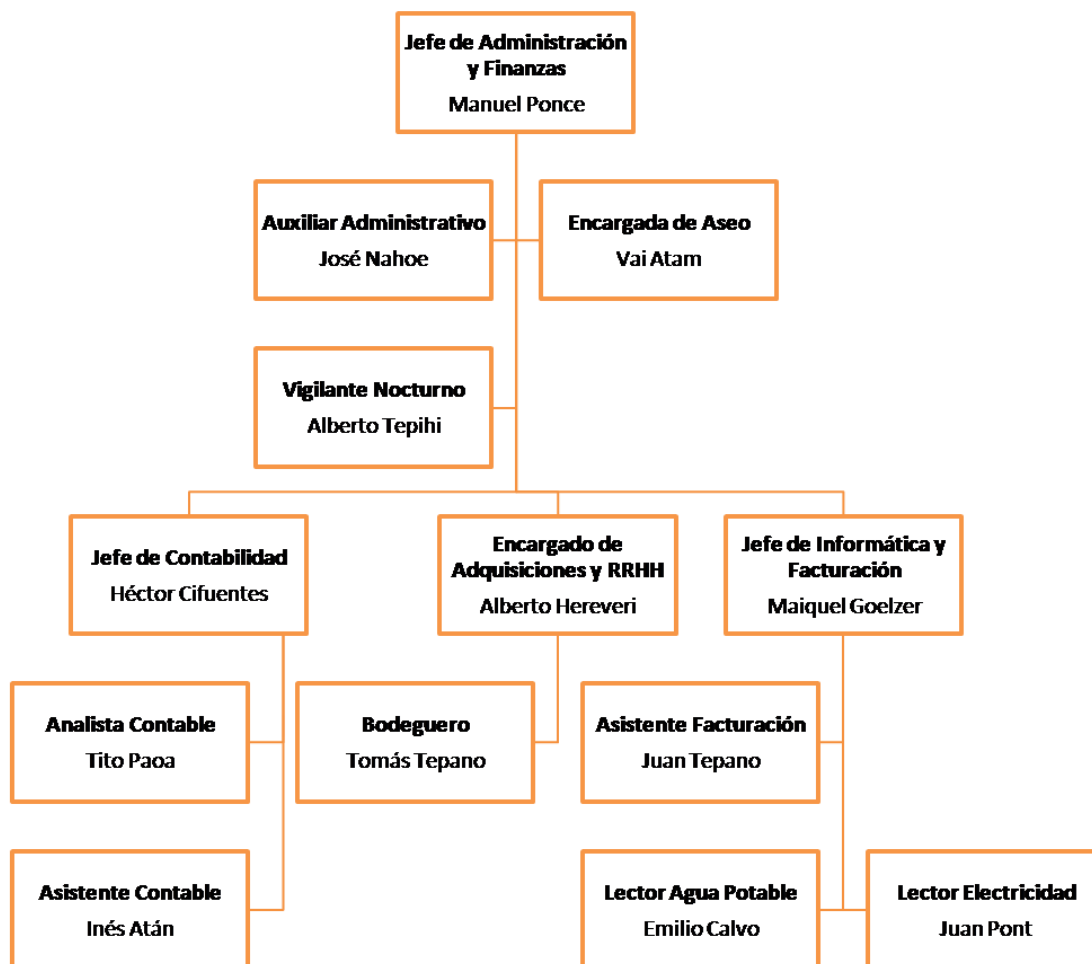 Jefe de Administración
y Finanzas
Manuel Ponce
Auxiliar Administrativo
José Nahoe
Encargada de Aseo
Vai Atam
Vigilante Nocturno
Alberto Tepihi
Jefe de Contabilidad
Héctor Cifuentes
Encargado de
Adquisiciones y RRHH
Alberto Hereveri
Jefe de Informática y
Facturación
Maiquel Goelzer
Analista Contable
Tito Paoa
Bodeguero
Tomás Tepano
Asistente Facturación
Juan Tepano
Asistente Contable
Inés Atán
Lector Agua Potable
Emilio Calvo
Lector Electricidad
Juan Pont